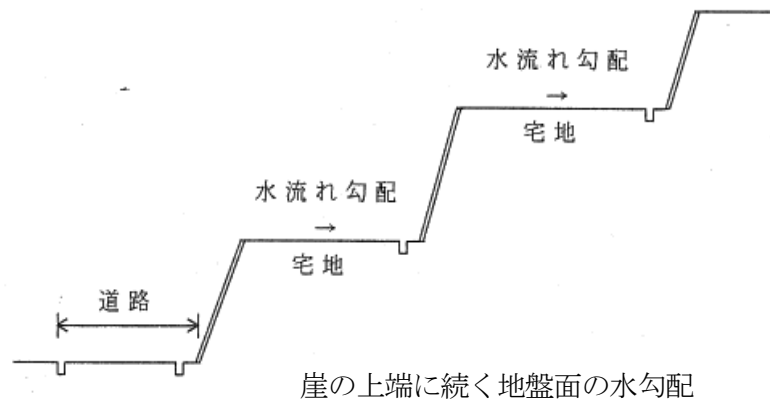 水流れ勾配
→
宅地
水流れ勾配
→
宅地
道路
崖の上端に続く地盤面の水勾配